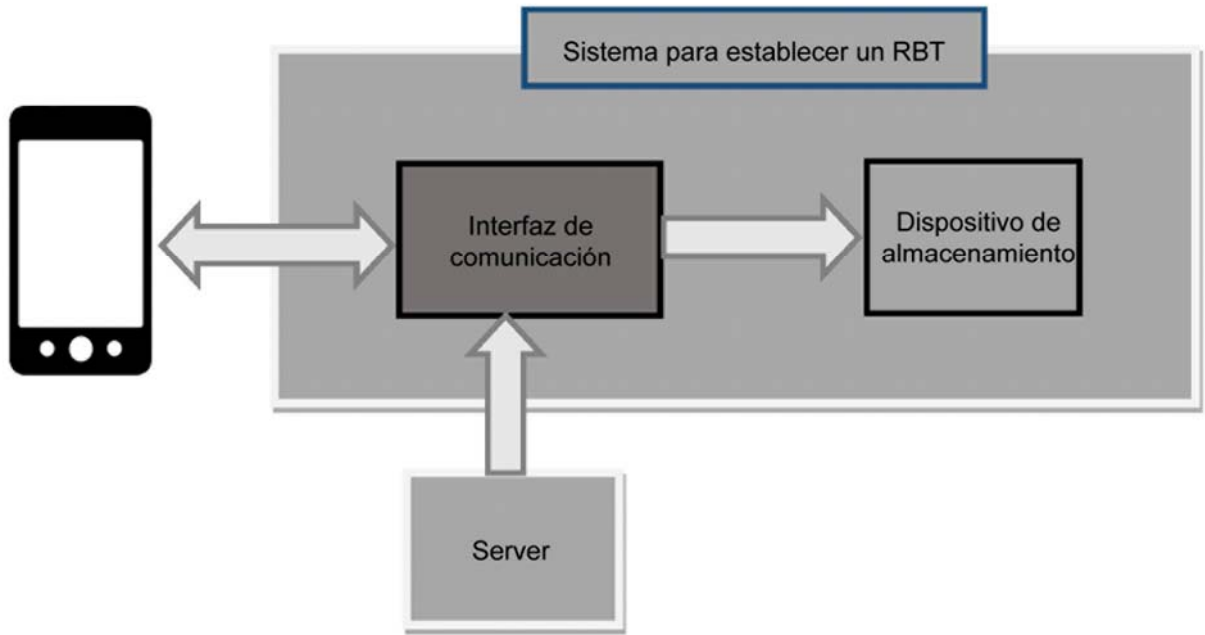 Sistema para establecer un RBT
Interfaz de
comunicación
Dispositivo de
almacenamiento
Server